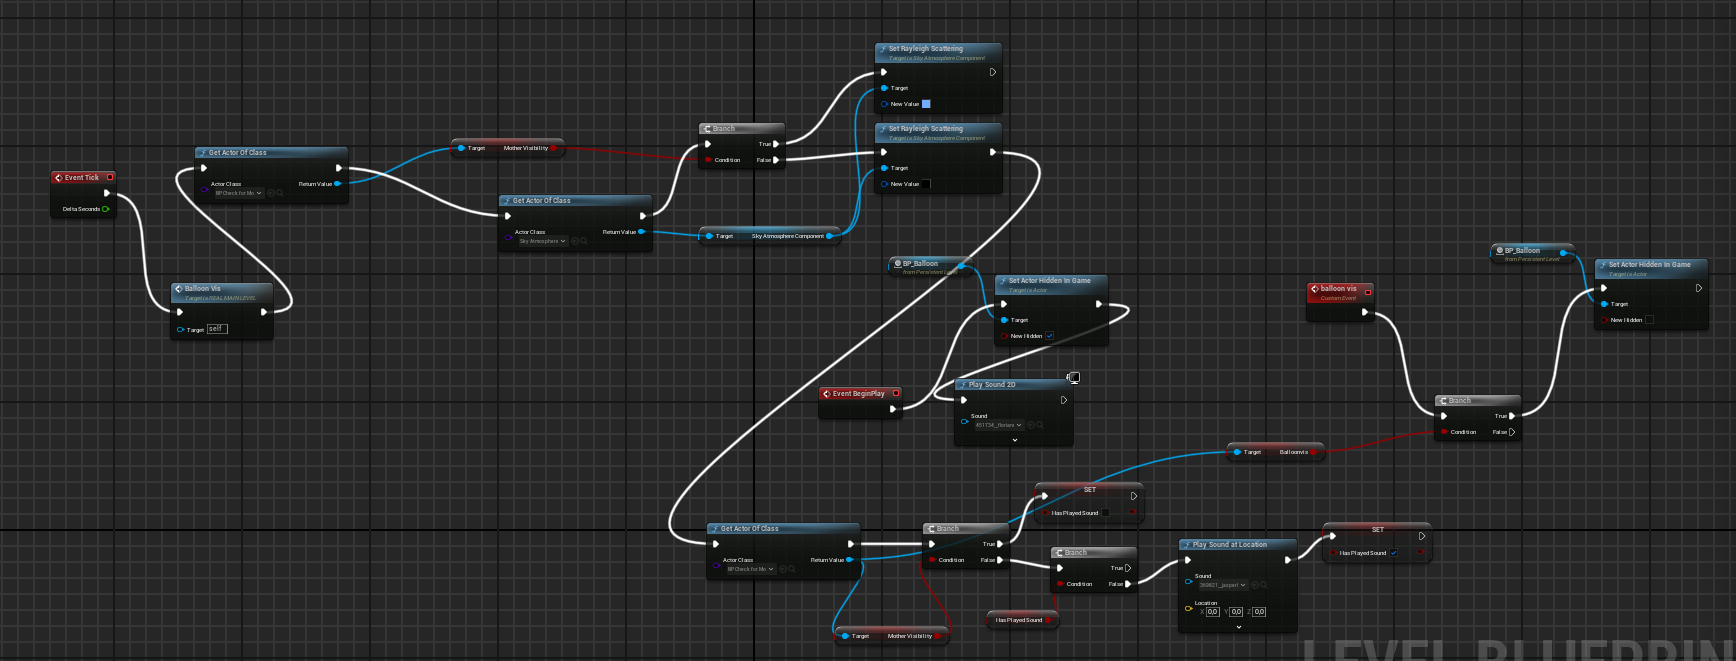 Set Rayleigh Scattering
Target is Sky Atmosphere Component
Target
New Value
Set Rayleigh Scattering
Target is Sky Atmosphere Component
Target
New Value
Branch
True
Condition
False
Target
Mother Visibility
Get Actor Of Class
Actor Class
Return Value
BP Check for Mo
Event Tick
Delta Seconds
Get Actor Of Class
Actor Class
Return Value
Sky Atmosphere
Target
Sky Atmosphere Component
Balloon Vis
Target is REAL MAIN LEVEL
Target
self
BP_Balloon
from Persistent Level
Set Actor Hidden In Game
Target is Actor
Target
New Hidden
BP_Balloon
from Persistent Level
Set Actor Hidden In Game
Target is Actor
Target
New Hidden
balloon vis
Custom Event
Event BeginPlay
Play Sound 2D
Sound
Branch
True
Condition
False
Target
Balloonvis
SET
Has Played Sound
Get Actor Of Class
Actor Class
Return Value
BP Check for Mo
Branch
True
Condition
False
Branch
True
Condition
False
Play Sound at Location
Sound
Location
X 0,0 Y 0,0 Z 0,0
SET
Has Played Sound
Has Played Sound
Target
Mother Visibility
LEVEL BLUEPRIN